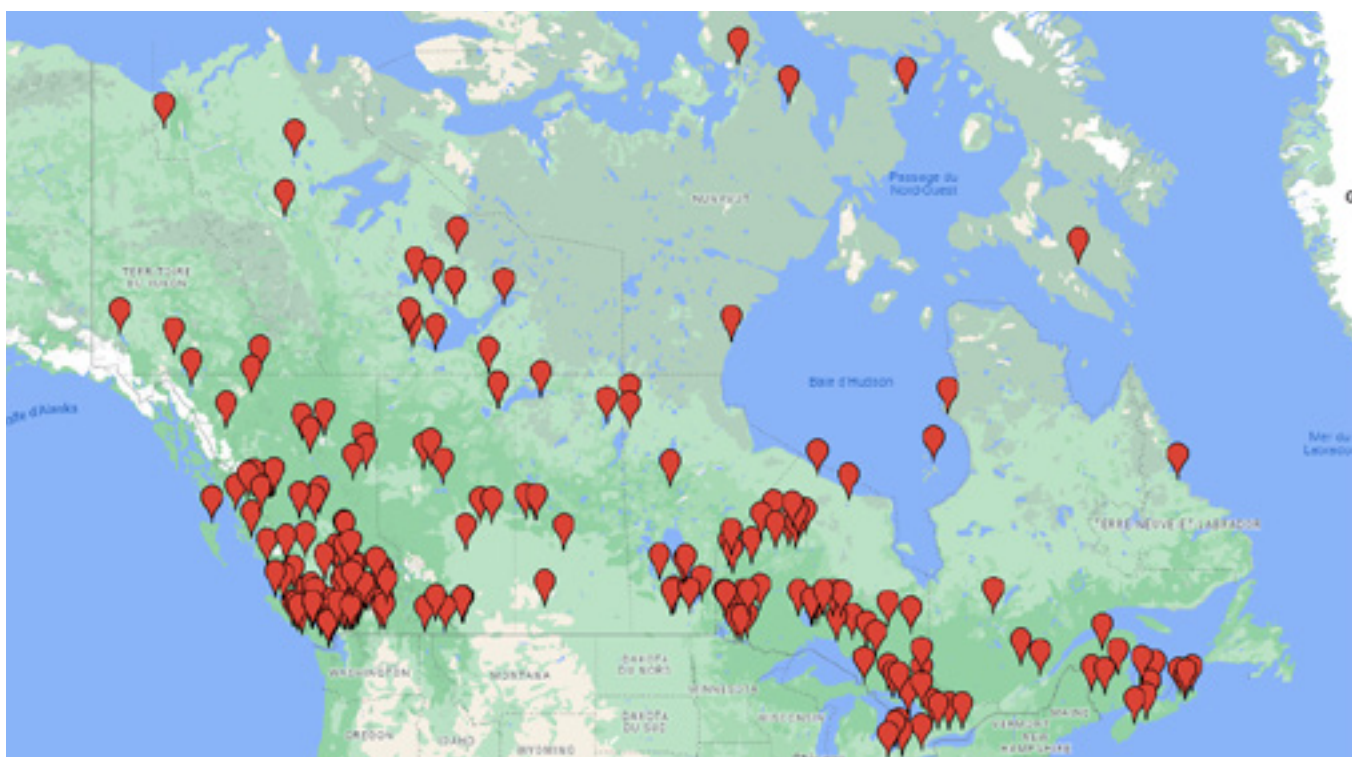 Passage du
Nord-Ouest
NUNAVUT
TERRITOIRE
DU YUKON
Baie d'Hudson
d'Alaska
Mer du
Labrador
TERRE-NEUVE-ET-LABRADOR
WASHINGTON
MONTANA
DAKOTA
DU NORD
MINNESOTA
DAKOTA
DU SUD
WISCONSIN
OREGON
IDAHO
WYOMING
VERMONT
MAINE
NEW
HAMPSHIRE